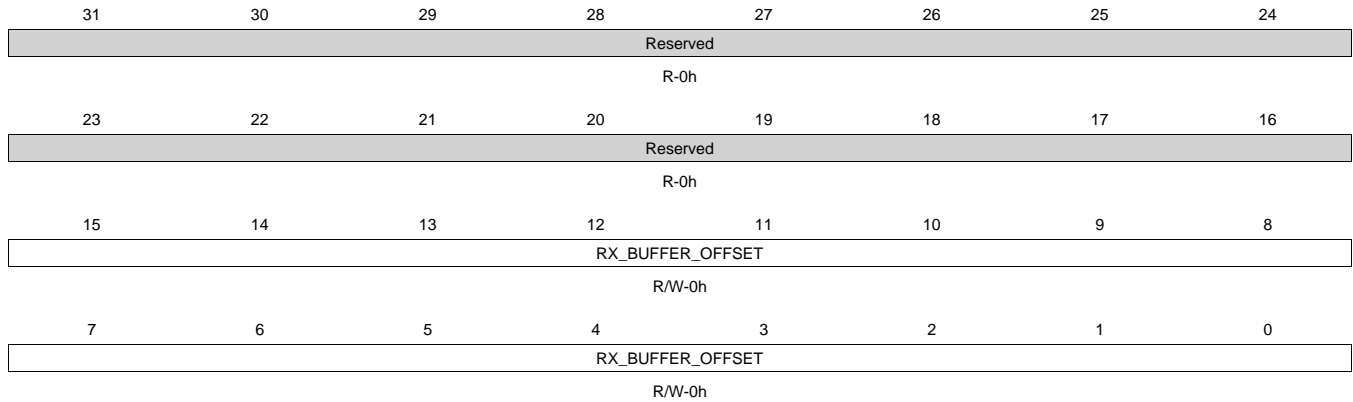 31 30 29 28 27 26 25 24
Reserved
R-0h
23 22 21 20 19 18 17 16
Reserved
R-0h
15 14 13 12 11 10 9 8
RX_BUFFER_OFFSET
R/W-0h
7 6 5 4 3 2 1 0
RX_BUFFER_OFFSET
R/W-0h